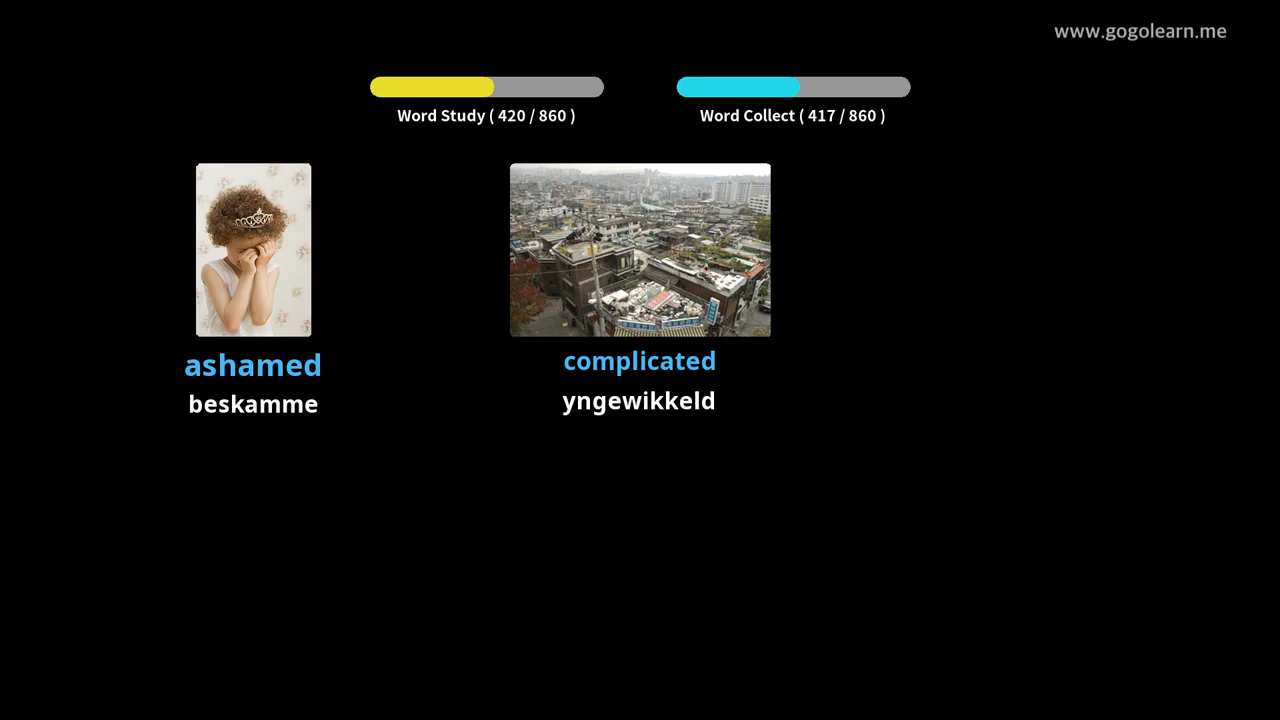 www.gogolearn.me
Word Study ( 420 / 860 )
Word Collect ( 417 / 860 )
ashamed
beskamme
complicated
yngewikkeld